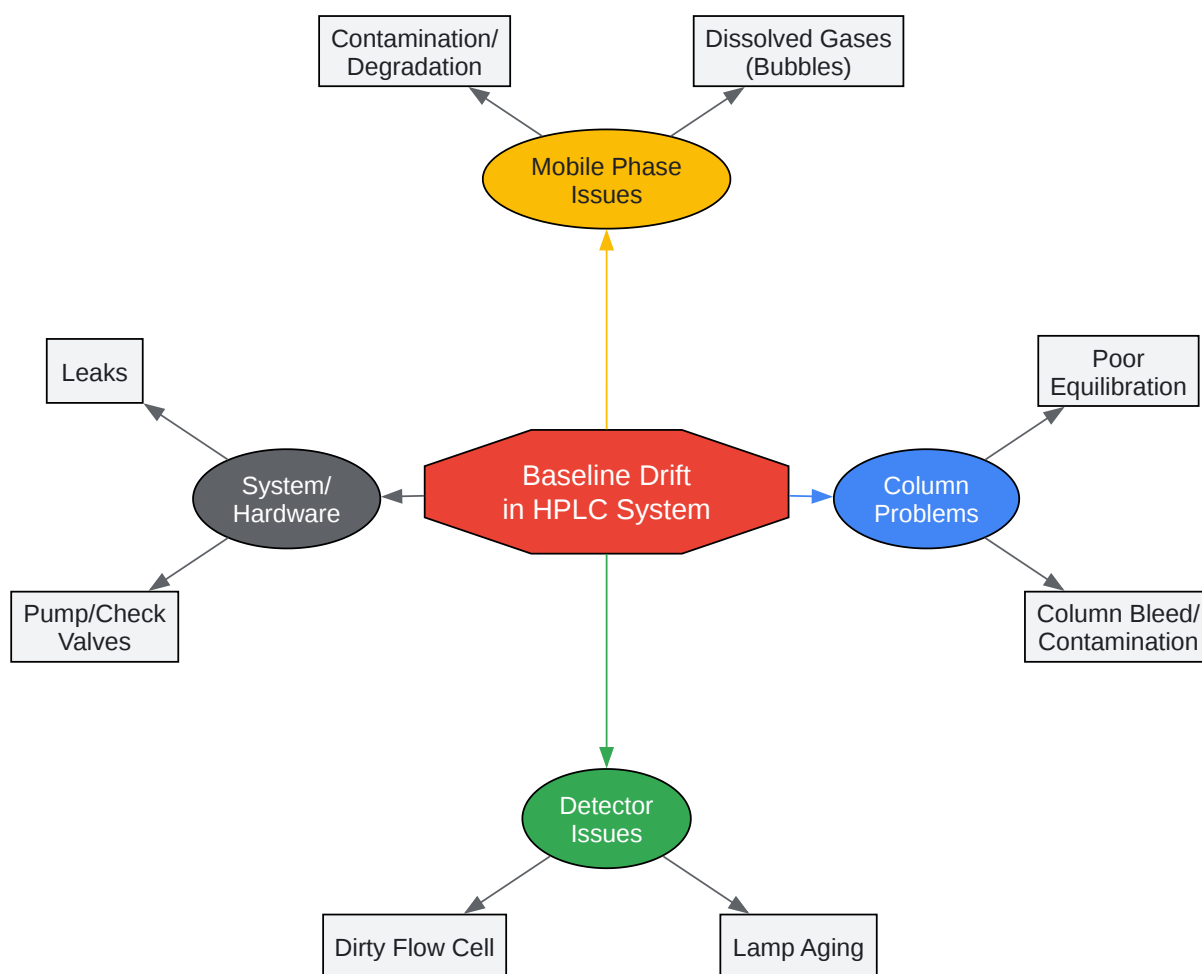 Contamination/
Degradation
Dissolved Gases
(Bubbles)
Mobile Phase
Issues
Leaks
Poor
Equilibration
System/
Hardware
Baseline Drift
in HPLC System
Column
Problems
Pump/Check
Valves
Column Bleed/
Contamination
Detector
Issues
Dirty Flow Cell
Lamp Aging